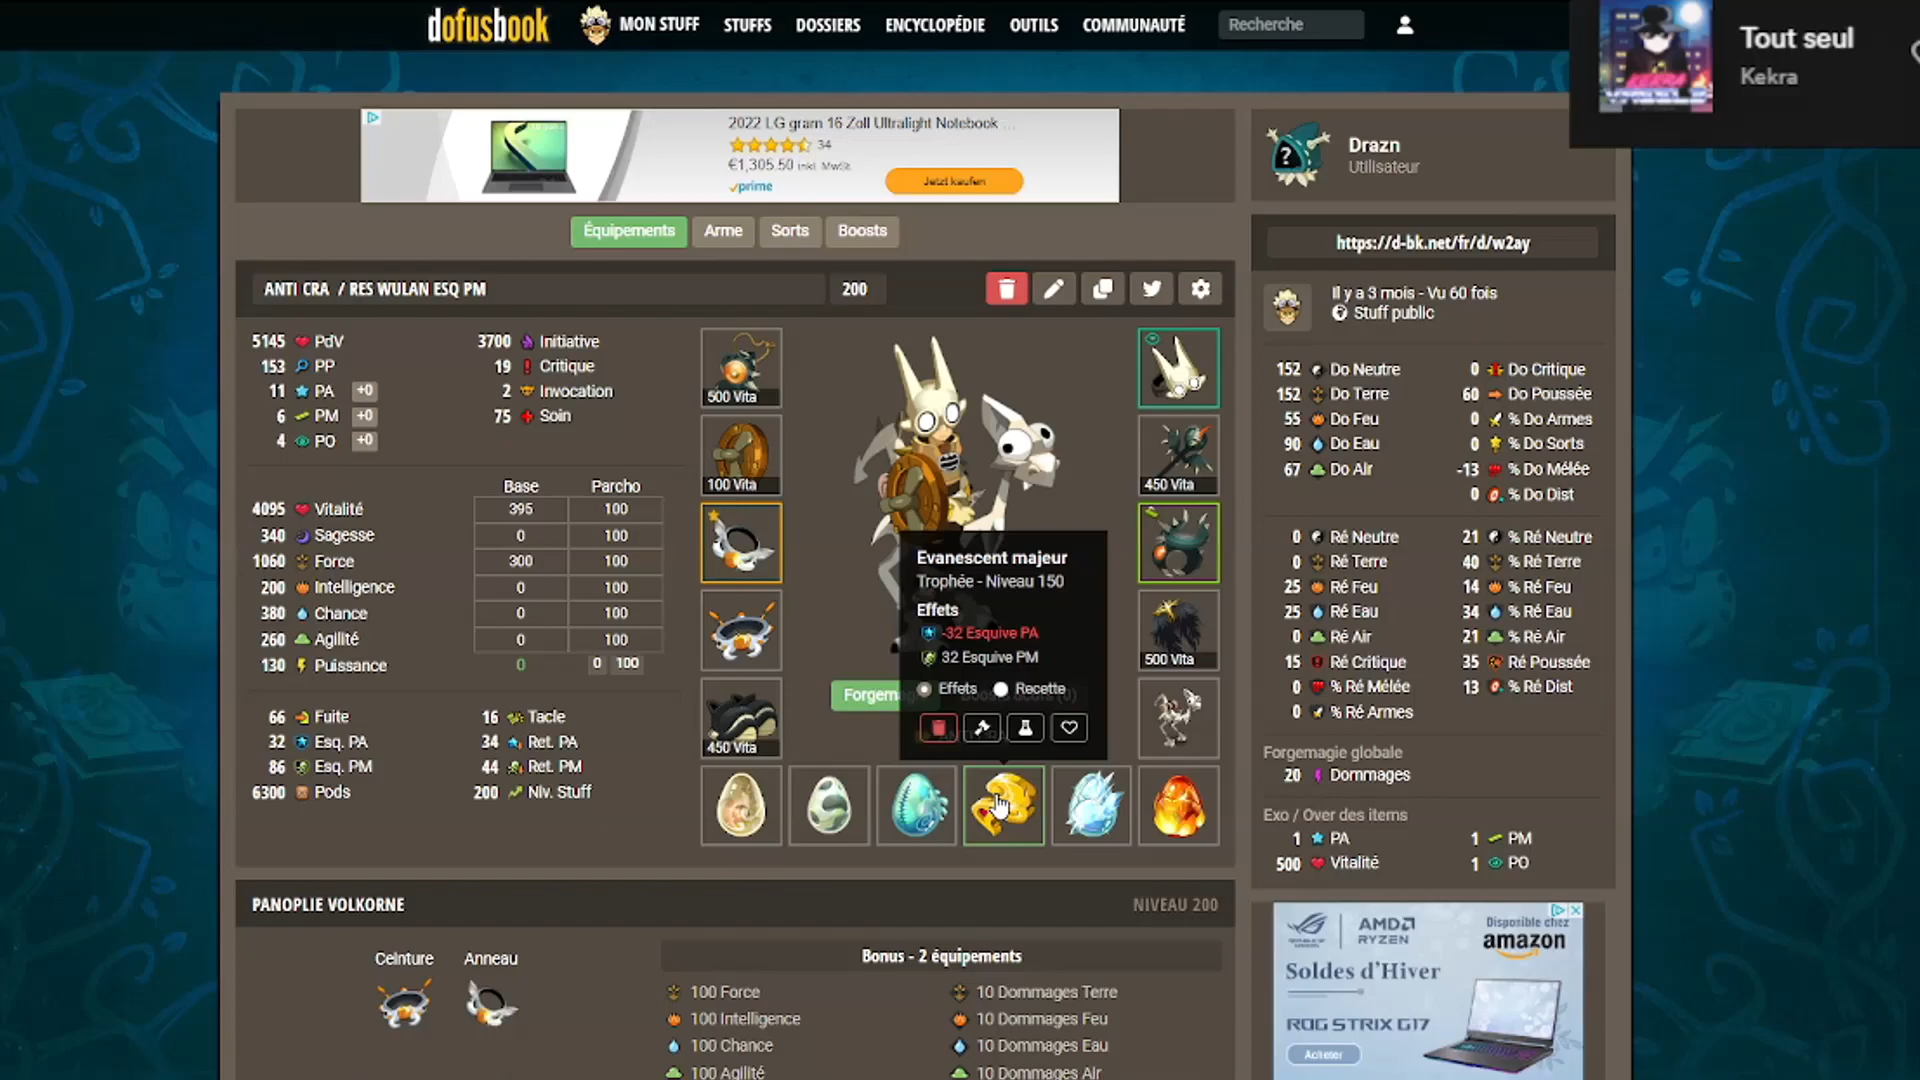 dofusbook MON STUFF STUFFS DOSSIERS ENCYCLOPÉDIE OUTILS COMMUNAUTÉ Recherche
Tout seul
Kekra
2022 LG gram 16 Zoll Ultralight Notebook ...
34
€1,305.50 inkl. MwSt.
prime
Jetzt kaufen
Drazn
Utilisateur
Équipements Arme Sorts Boosts
https://d-bk.net/fr/d/w2ay
ANTI CRA / RES WULAN ESQ PM 200
Il y a 3 mois - Vu 60 fois
Stuff public
5145 PdV 3700 Initiative
153 PP 19 Critique
11 PA +0 2 Invocation
6 PM +0 75 Soin
4 PO +0
Base Parcho
4095 Vitalité 395 100
340 Sagesse 0 100
1060 Force 300 100
200 Intelligence 0 100
380 Chance 0 100
260 Agilité 0 100
130 Puissance 0 0 100
66 Fuite 16 Tacle
32 Esq. PA 34 Ret. PA
86 Esq. PM 44 Ret. PM
6300 Pods 200 Niv. Stuff
500 Vita
100 Vita
450 Vita
450 Vita
500 Vita
Evanescent majeur
Trophée - Niveau 150
Effets
-32 Esquive PA
32 Esquive PM
Effets Recette
Forgema
152 Do Neutre 0 Do Critique
152 Do Terre 60 Do Poussée
55 Do Feu 0 % Do Armes
90 Do Eau 0 % Do Sorts
67 Do Air -13 % Do Mêlée
0 % Do Dist
0 Ré Neutre 21 % Ré Neutre
0 Ré Terre 40 % Ré Terre
25 Ré Feu 14 % Ré Feu
25 Ré Eau 34 % Ré Eau
0 Ré Air 21 % Ré Air
15 Ré Critique 35 Ré Poussée
0 % Ré Mêlée 13 % Ré Dist
0 % Ré Armes
Forgemagie globale
20 Dommages
Exo / Over des items
1 PA 1 PM
500 Vitalité 1 PO
PANOPLIE VOLKORNE NIVEAU 200
Ceinture Anneau
Bonus - 2 équipements
100 Force 10 Dommages Terre
100 Intelligence 10 Dommages Feu
100 Chance 10 Dommages Eau
100 Agilité 10 Dommages Air
AMD
RYZEN
Disponible chez
amazon
Soldes d'Hiver
ROG STRIX G17
Acheter